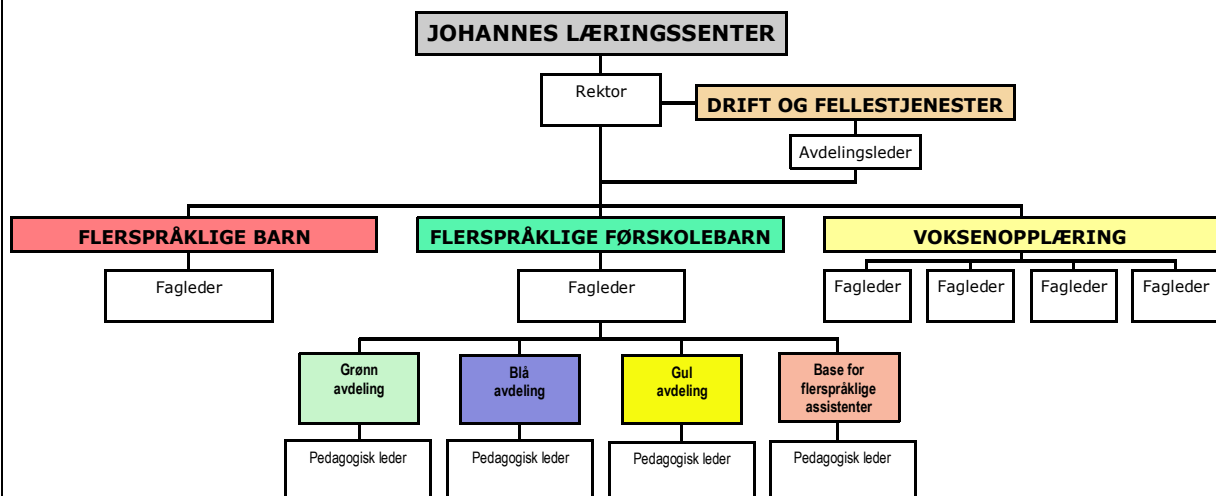 JOHANNES LÆRINGSSENTER
Rektor
DRIFT OG FELLESTJENESTER
Avdelingsleder
FLERSPRÅKLIGE BARN
FLERSPRÅKLIGE FØRSKOLEBARN
VOKSENOPPLÆRING
Fagleder
Fagleder
Fagleder
Fagleder
Fagleder
Fagleder
Grønn
avdeling
Blå
avdeling
Gul
avdeling
Base for
flerspråklige
assistenter
Pedagogisk leder
Pedagogisk leder
Pedagogisk leder
Pedagogisk leder